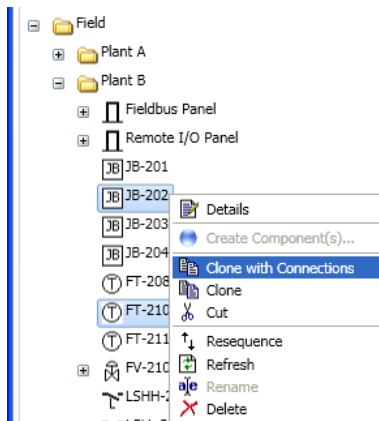 Field
Plant A
Plant B
Fieldbus Panel
Remote I/O Panel
JB JB-201
JB JB-202
JB JB-203
JB JB-204
T FT-208
T FT-210
T FT-211
FV-210
LSHH-
Details
Create Component(s)...
Clone with Connections
Clone
Cut
Resequence
Refresh
Rename
Delete